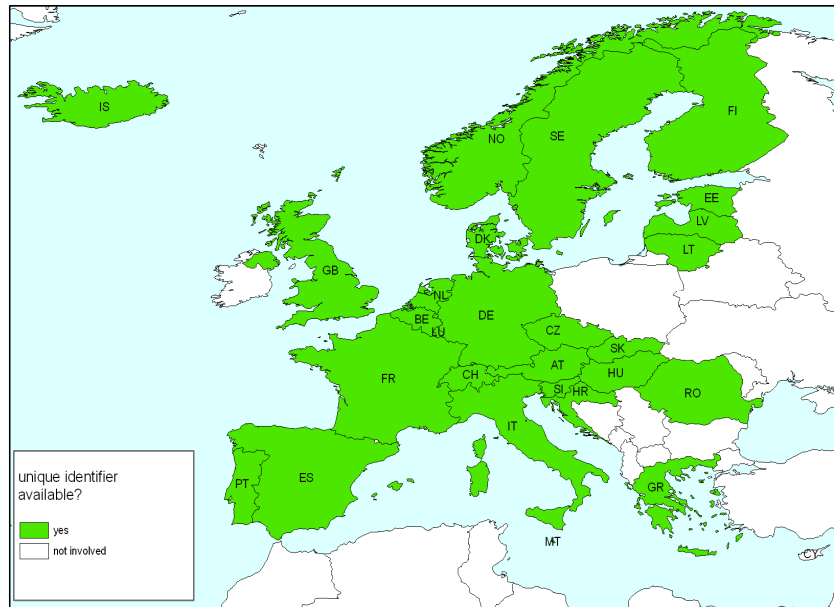 IS
FI
NO
SE
EE
LV
DK
LT
GB
NL
DE
BE
LU
CZ
SK
AT
CH
HU
FR
SI
HR
RO
IT
PT
ES
GR
MT
CY
unique identifier
available?
yes
not involved